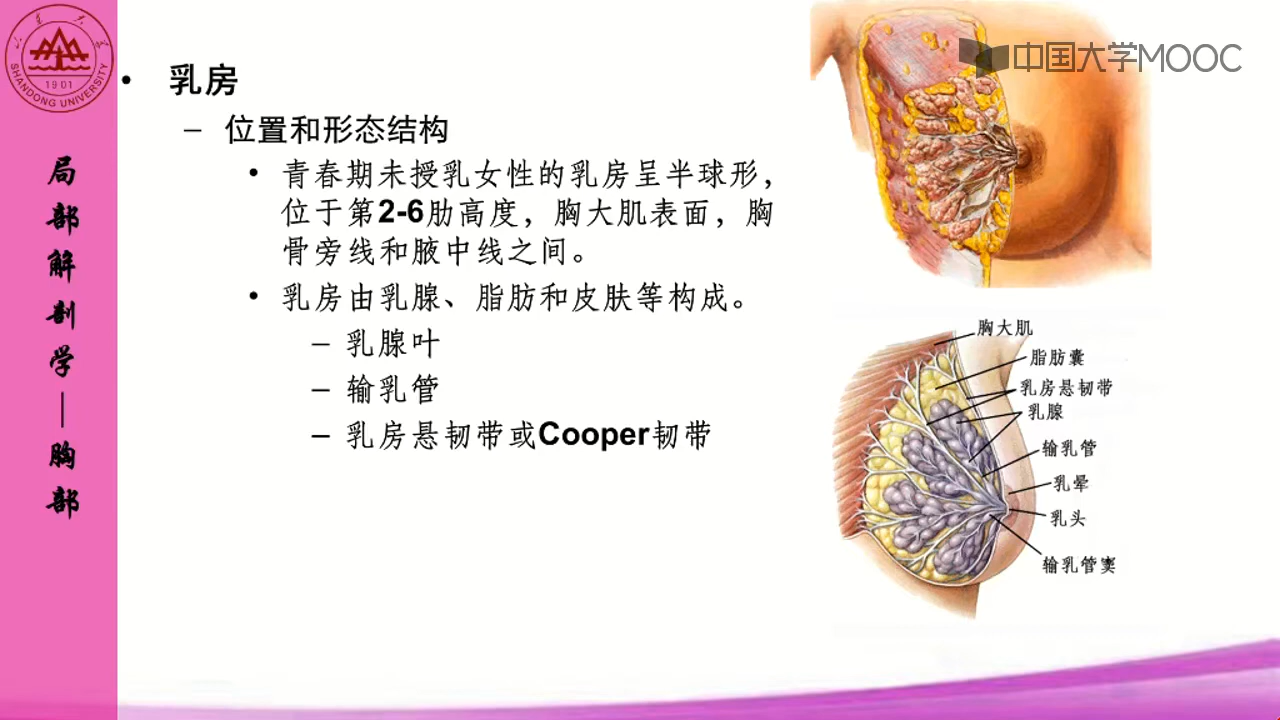 SHANDONG UNIVERSITY
1901
局部解剖学—胸部
中国大学MOOC
• 乳房
– 位置和形态结构
• 青春期未授乳女性的乳房呈半球形，
位于第2-6肋高度，胸大肌表面，胸
骨旁线和腋中线之间。
• 乳房由乳腺、脂肪和皮肤等构成。
– 乳腺叶
– 输乳管
– 乳房悬韧带或Cooper韧带
胸大肌
脂肪囊
乳房悬韧带
乳腺
输乳管
乳晕
乳头
输乳管窦